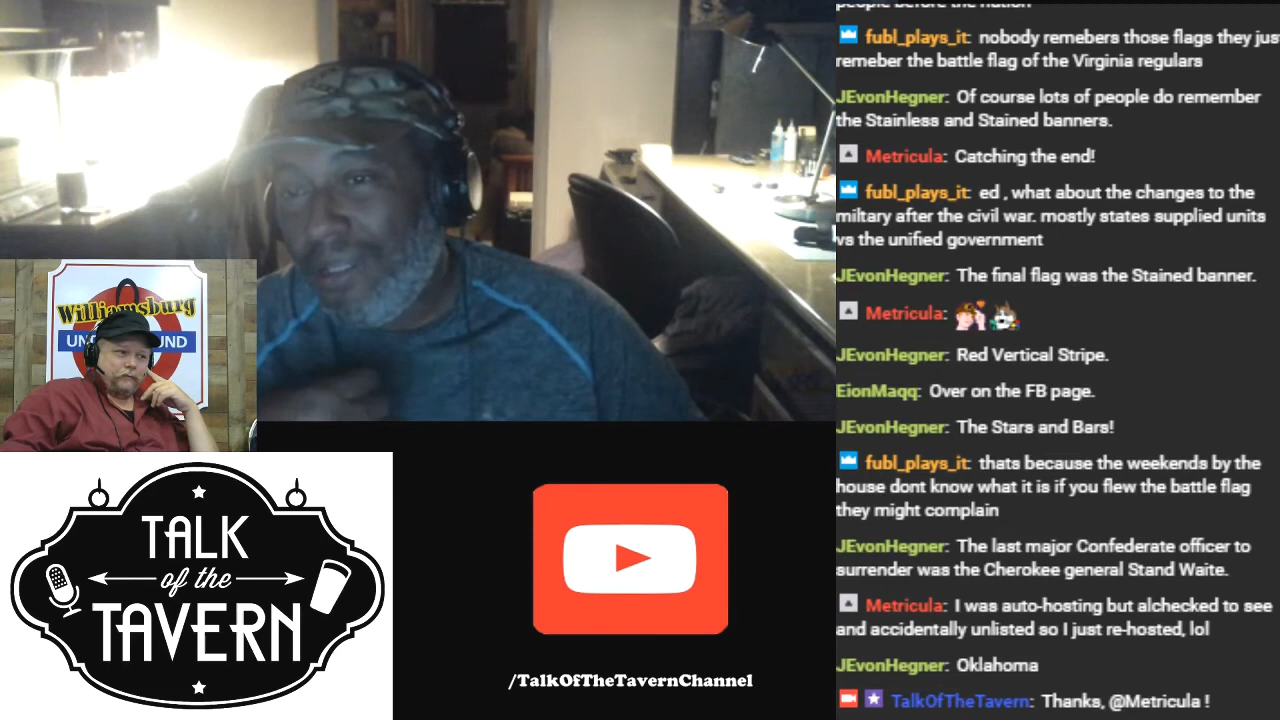 people before the nation
fubl_plays_it: nobody remebers those flags they jus
remeber the battle flag of the Virginia regulars
JEvonHegner: Of course lots of people do remember
the Stainless and Stained banners.
Metricula: Catching the end!
fubl_plays_it: ed , what about the changes to the
miltary after the civil war. mostly states supplied units
vs the unified government
JEvonHegner: The final flag was the Stained banner.
Metricula:
JEvonHegner: Red Vertical Stripe.
EionMaqq: Over on the FB page.
JEvonHegner: The Stars and Bars!
fubl_plays_it: thats because the weekends by the
house dont know what it is if you flew the battle flag
they might complain
JEvonHegner: The last major Confederate officer to
surrender was the Cherokee general Stand Waite.
Metricula: I was auto-hosting but alchecked to see
and accidentally unlisted so I just re-hosted, lol
JEvonHegner: Oklahoma
TalkOfTheTavern: Thanks, @Metricula !
Williamsburg
UND
UND
TALK
of the
TAVERN
/TalkOfTheTavernChannel